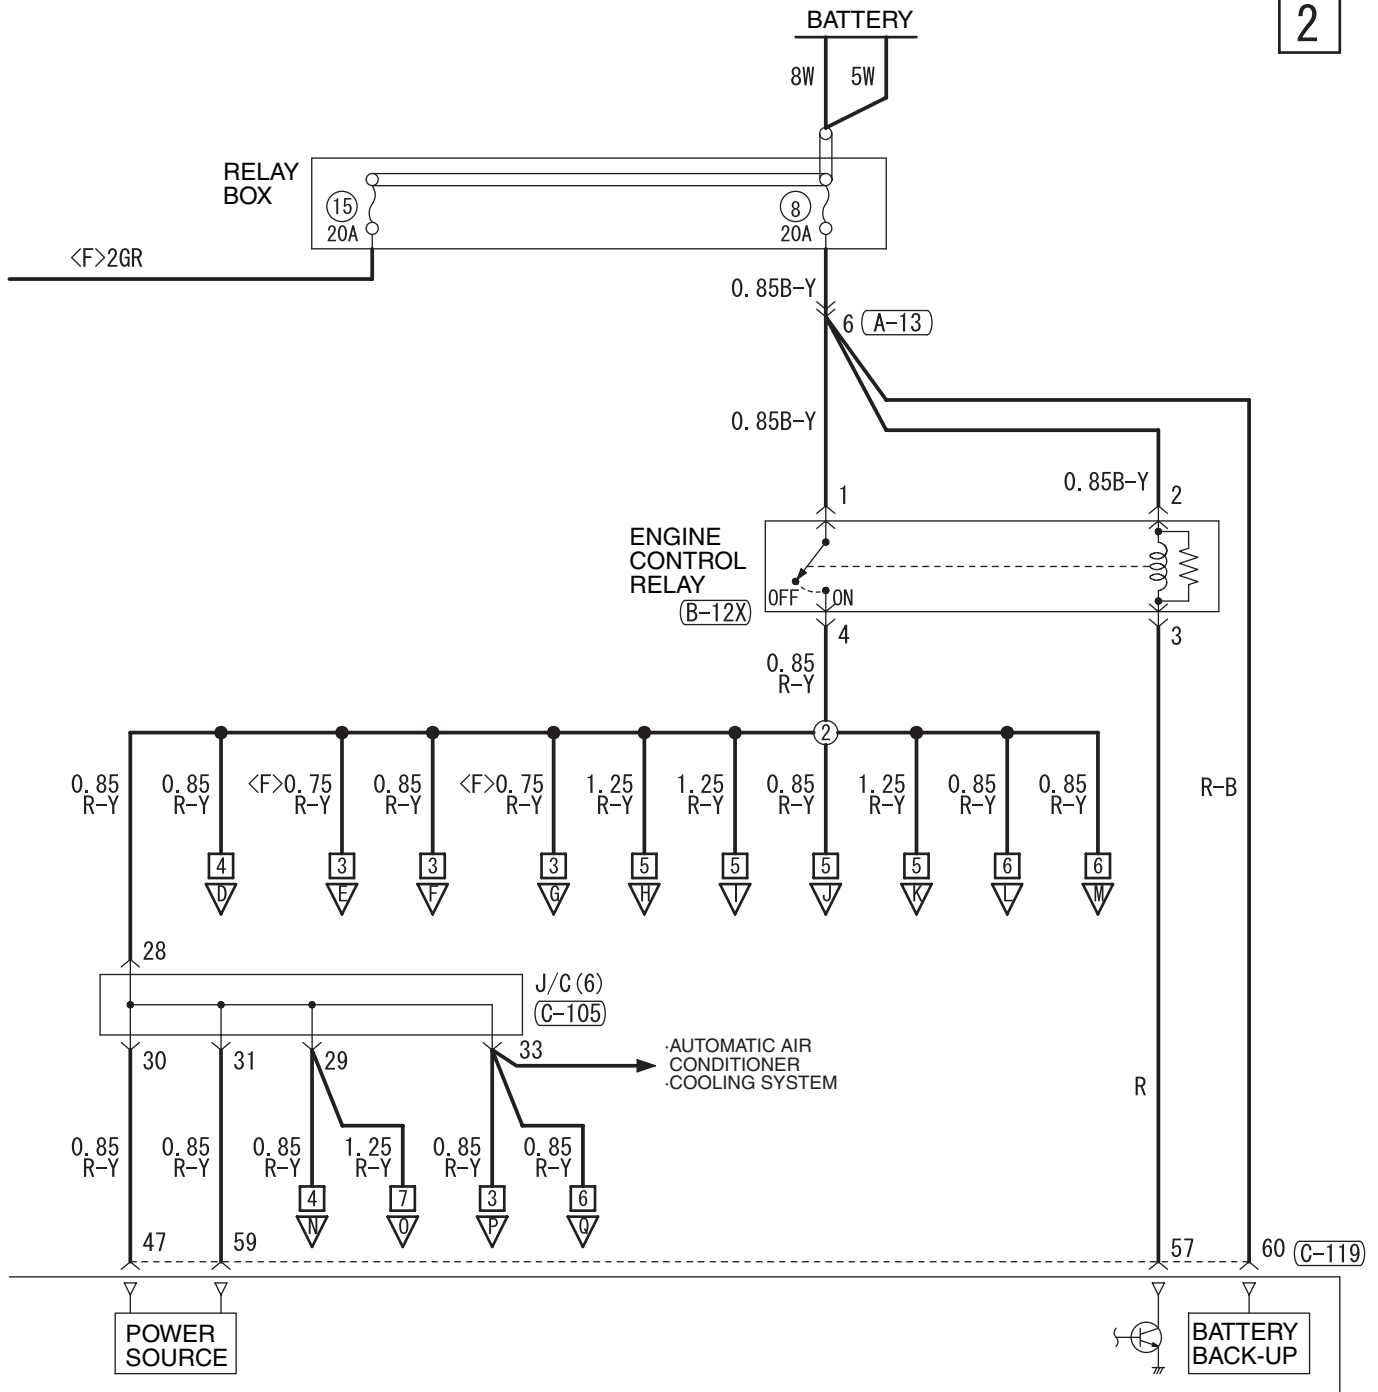 2
BATTERY
8W
5W
RELAY
BOX
15
20A
8
20A
<F>2GR
0.85B-Y
6
A-13
0.85B-Y
0.85B-Y
1
2
ENGINE
CONTROL
RELAY
B-12X
OFF
ON
4
3
0.85
R-Y
2
0.85
R-Y
0.85
R-Y
<F>0.75
R-Y
0.85
R-Y
<F>0.75
R-Y
1.25
R-Y
1.25
R-Y
0.85
R-Y
1.25
R-Y
0.85
R-Y
0.85
R-Y
R-B
4
3
3
3
5
5
5
5
6
6
D
E
F
G
H
I
J
K
L
M
28
J/C(6)
C-105
30
31
29
33
·AUTOMATIC AIR
CONDITIONER
·COOLING SYSTEM
R
0.85
R-Y
0.85
R-Y
0.85
R-Y
1.25
R-Y
0.85
R-Y
0.85
R-Y
4
7
3
6
N
O
P
Q
47
59
57
60
C-119
POWER
SOURCE
BATTERY
BACK-UP